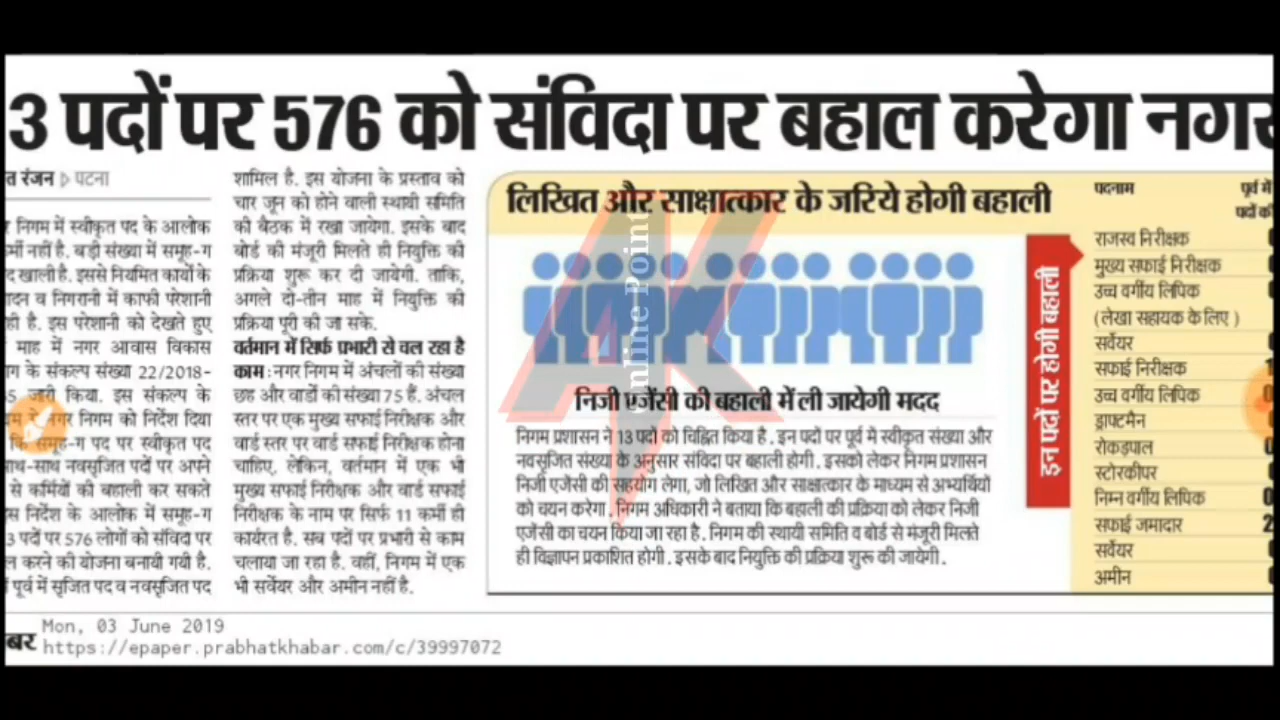 3 पदों पर 576 को संविदा पर बहाल करेगा नगर
त रंजन ▷ पटना
निगम में स्वीकृत पद के आलोक
र्मी नहीं है. बड़ी संख्या में समूह-ग
द खाली है. इससे नियमित कार्यों के
ादन व निगरानी में काफी परेशानी
ही है. इस परेशानी को देखते हुए
माह में नगर आवास विकास
ाग के संकल्प संख्या 22/2018-
जारी किया. इस संकल्प के
नगर निगम को निर्देश दिया
कि समूह-ग पद पर स्वीकृत पद
ाथ-साथ नवसृजित पदों पर अपने
से कर्मियों की बहाली कर सकते
स निर्देश के आलोक में समूह-ग
3 पदों पर 576 लोगों को संविदा पर
ल करने की योजना बनायी गयी है.
पूर्व में सृजित पद व नवसृजित पद
शामिल है. इस योजना के प्रस्ताव को
चार जून को होने वाली स्थायी समिति
की बैठक में रखा जायेगा. इसके बाद
बोर्ड की मंजूरी मिलते ही नियुक्ति की
प्रक्रिया शुरू कर दी जायेगी. ताकि,
अगले दो-तीन माह में नियुक्ति की
प्रक्रिया पूरी की जा सके.
वर्तमान में सिर्फ प्रभारी से चल रहा है
काम : नगर निगम में अंचलों की संख्या
छह और वार्डों की संख्या 75 हैं. अंचल
स्तर पर एक मुख्य सफाई निरीक्षक और
वार्ड स्तर पर वार्ड सफाई निरीक्षक होना
चाहिए. लेकिन, वर्तमान में एक भी
मुख्य सफाई निरीक्षक और वार्ड सफाई
निरीक्षक के नाम पर सिर्फ 11 कर्मी ही
कार्यरत है. सब पदों पर प्रभारी से काम
चलाया जा रहा है. वहीं, निगम में एक
भी सर्वेयर और अमीन नहीं है.
लिखित और साक्षात्कार के जरिये होगी बहाली
AK
Online Point
निजी एजेंसी की बहाली में ली जायेगी मदद
निगम प्रशासन ने 13 पदों को चिह्नित किया है. इन पदों पर पूर्व में स्वीकृत संख्या और
नवसृजित संख्या के अनुसार संविदा पर बहाली होगी. इसको लेकर निगम प्रशासन
निजी एजेंसी की सहयोग लेगा, जो लिखित और साक्षात्कार के माध्यम से अभ्यर्थियों
को चयन करेगा. निगम अधिकारी ने बताया कि बहाली की प्रक्रिया को लेकर निजी
एजेंसी का चयन किया जा रहा है. निगम की स्थायी समिति व बोर्ड से मंजूरी मिलते
ही विज्ञापन प्रकाशित होगी. इसके बाद नियुक्ति की प्रक्रिया शुरू की जायेगी.
इन पदों पर होगी बहाली
पदनाम पूर्व में
पदों की
राजस्व निरीक्षक
मुख्य सफाई निरीक्षक
उच्च वर्गीय लिपिक
(लेखा सहायक के लिए )
सर्वेयर
सफाई निरीक्षक
उच्च वर्गीय लिपिक
ड्राफ्टमैन
रोकड़पाल
स्टोरकीपर
निम्न वर्गीय लिपिक
सफाई जमादार 2
सर्वेयर
अमीन
बर Mon, 03 June 2019
https://epaper.prabhatkhabar.com/c/39997072